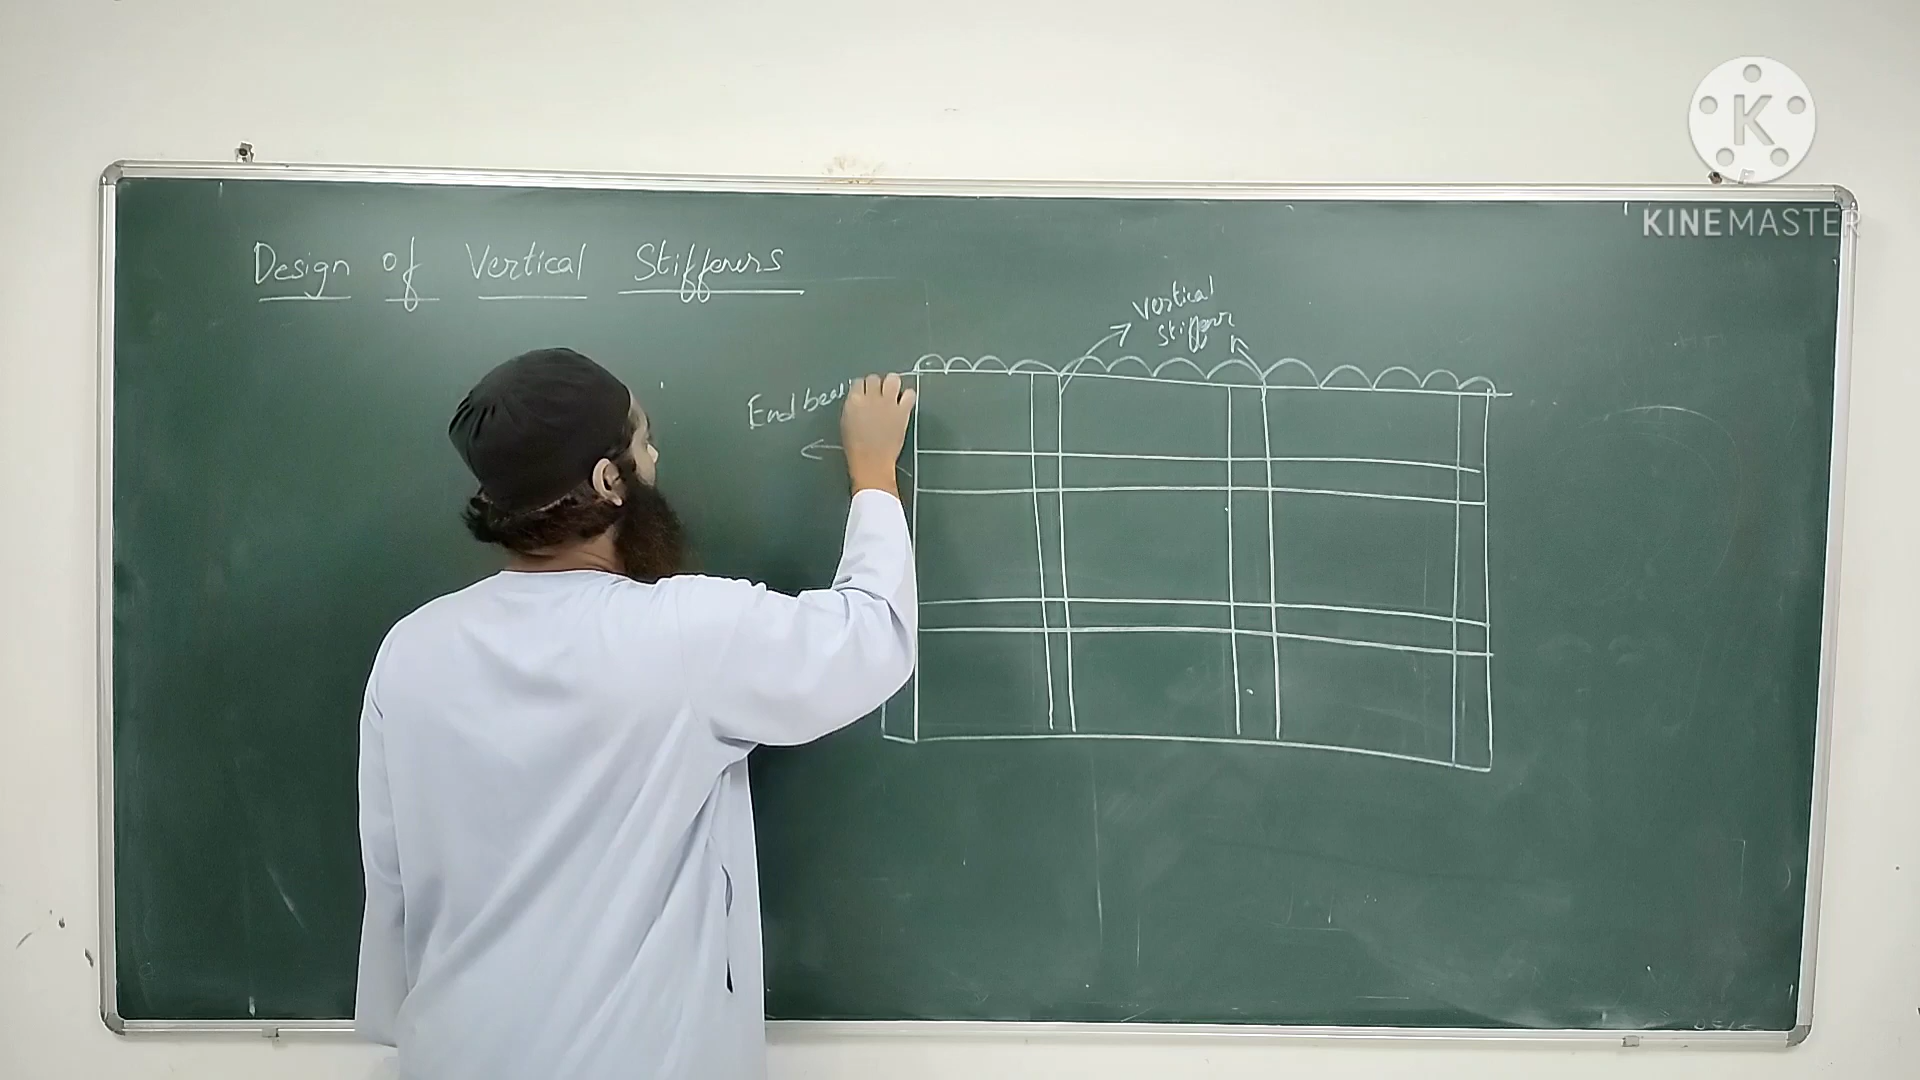 Design of Vertical Stiffeners
Vertical
Stiffener
End bea
K
KINEMASTER